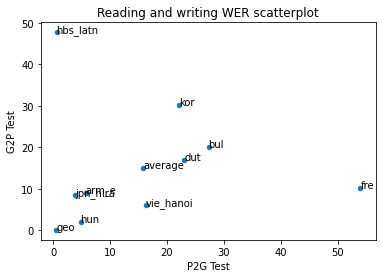 Reading and writing WER scatterplot
50
hbs_latn
40
G2P Test
30
kor
20
bul
dut
average
10
fre
arm_e
jpn_hira
vie_hanoi
hun
0
geo
0
10
20
30
40
50
P2G Test